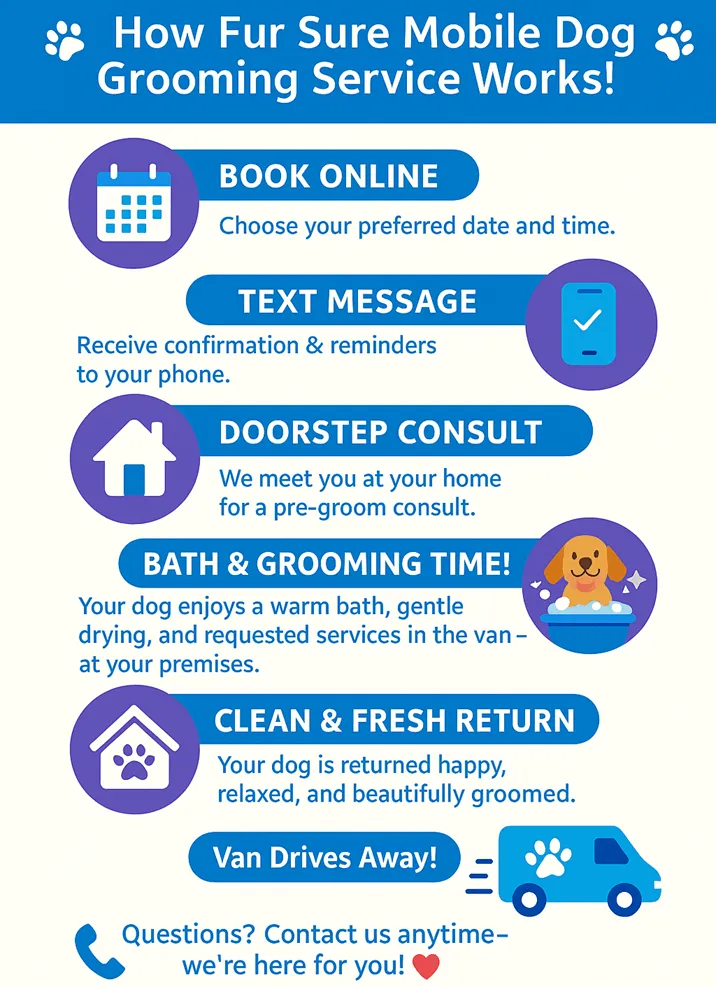 How Fur Sure Mobile Dog
Grooming Service Works!
BOOK ONLINE
Choose your preferred date and time.
TEXT MESSAGE
Receive confirmation & reminders
to your phone.
DOORSTEP CONSULT
We meet you at your home
for a pre-groom consult.
BATH & GROOMING TIME!
Your dog enjoys a warm bath, gentle
drying, and requested services in the van –
at your premises.
CLEAN & FRESH RETURN
Your dog is returned happy,
relaxed, and beautifully groomed.
Van Drives Away!
Questions? Contact us anytime–
we're here for you! ❤️